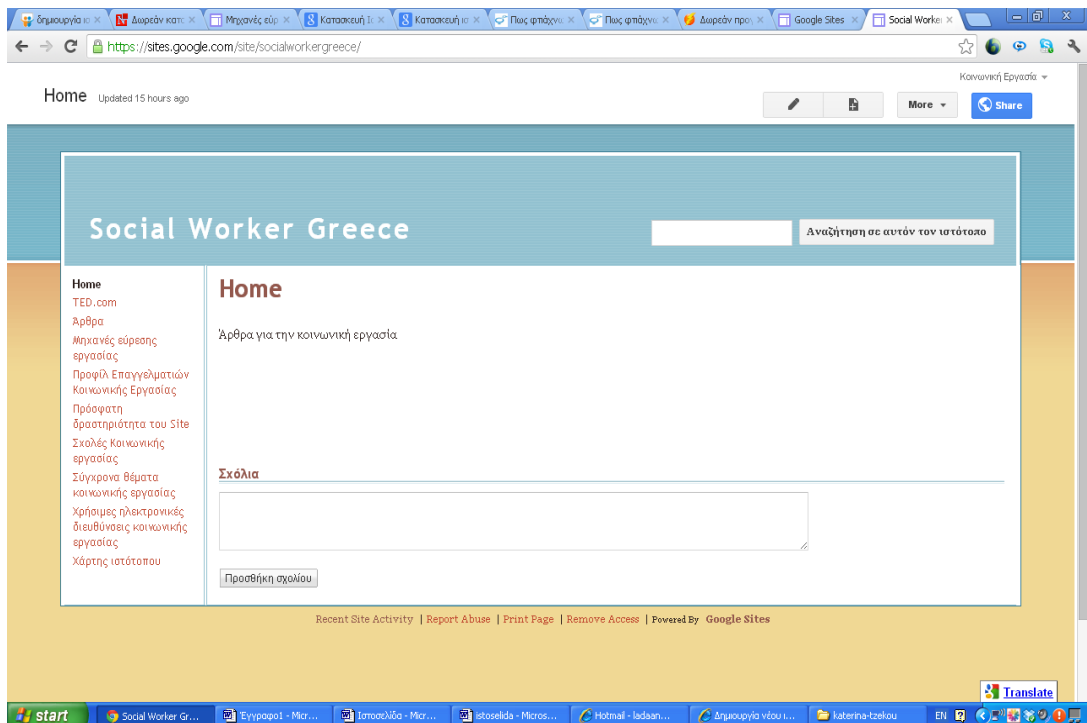 δημιουργία ισ
Δωρεάν κατα
Μηχανές εύρ
Κατασκευή Ισ
Κατασκευή ισ
Πως φτιάχνω
Πως φτιάχνω
Δωρεάν προγ
Google Sites
Social Worker
https://sites.google.com/site/socialworkergreece/
Κοινωνική Εργασία
Home Updated 15 hours ago
More
Share
Social Worker Greece
Αναζήτηση σε αυτόν τον ιστότοπο
Home
TED.com
Άρθρα
Μηχανές εύρεσης
εργασίας
Προφίλ Επαγγελματιών
Κοινωνικής Εργασίας
Πρόσφατη
δραστηριότητα του Site
Σχολές Κοινωνικής
εργασίας
Σύγχρονα θέματα
κοινωνικής εργασίας
Χρήσιμες ηλεκτρονικές
διευθύνσεις κοινωνικής
εργασίας
Χάρτης ιστότοπου
Home
Άρθρα για την κοινωνική εργασία
Σχόλια
Προσθήκη σχολίου
Recent Site Activity | Report Abuse | Print Page | Remove Access | Powered By Google Sites
Translate
start
Social Worker Gr...
Έγγραφο1 - Micr...
Ιστοσελίδα - Micr...
istoselida - Micros...
Hotmail - ladaan...
Δημιουργία νέου ι...
katerina-tzekou
EN